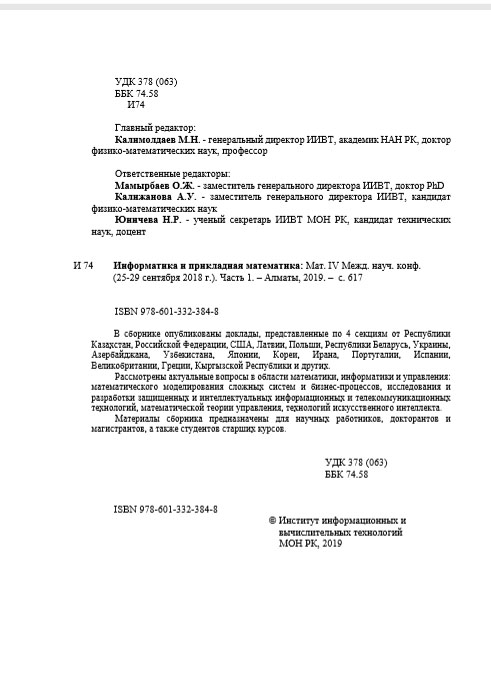 УДК 378 (063)
ББК 74.58
И74
Главный редактор:
Калимолдаев М.Н. - генеральный директор ИИВТ, академик НАН РК, доктор
физико-математических наук, профессор
Ответственные редакторы:
Мамырбаев О.Ж. - заместитель генерального директора ИИВТ, доктор PhD
Калижанова А.У. - заместитель генерального директора ИИВТ, кандидат
физико-математических наук
Юничева Н.Р. - ученый секретарь ИИВТ МОН РК, кандидат технических
наук, доцент
И 74 Информатика и прикладная математика: Мат. IV Межд. науч. конф.
(25-29 сентября 2018 г.). Часть 1. – Алматы, 2019. – с. 617
ISBN 978-601-332-384-8
В сборнике опубликованы доклады, представленные по 4 секциям от Республики
Казахстан, Российской Федерации, США, Латвии, Польши, Республики Беларусь, Украины,
Азербайджана, Узбекистана, Японии, Кореи, Ирана, Португалии, Испании,
Великобритании, Греции, Кыргызской Республики и других.
Рассмотрены актуальные вопросы в области математики, информатики и управления:
математического моделирования сложных систем и бизнес-процессов, исследования и
разработки защищенных и интеллектуальных информационных и телекоммуникационных
технологий, математической теории управления, технологий искусственного интеллекта.
Материалы сборника предназначены для научных работников, докторантов и
магистрантов, а также студентов старших курсов.
УДК 378 (063)
ББК 74.58
ISBN 978-601-332-384-8
© Институт информационных и
вычислительных технологий
МОН РК, 2019